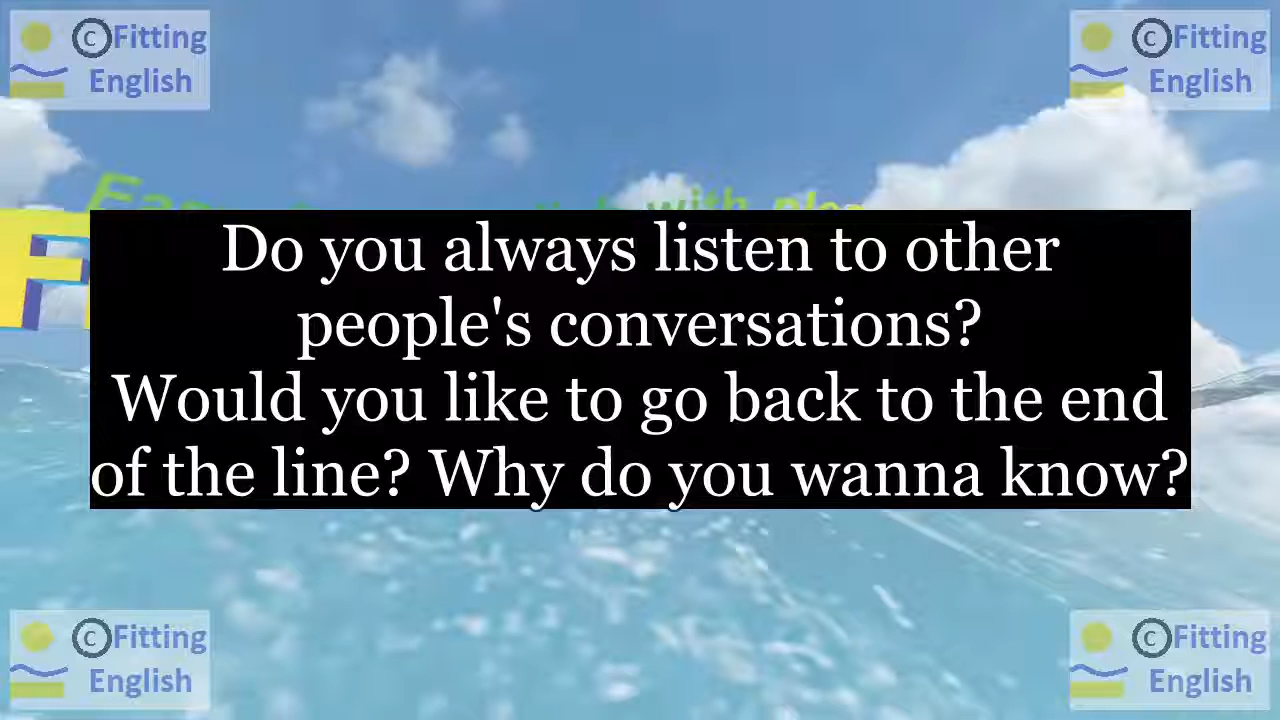 ©Fitting
English
©Fitting
English
with
Do you always listen to other
people's conversations?
Would you like to go back to the end
of the line? Why do you wanna know?
©Fitting
English
©Fitting
English